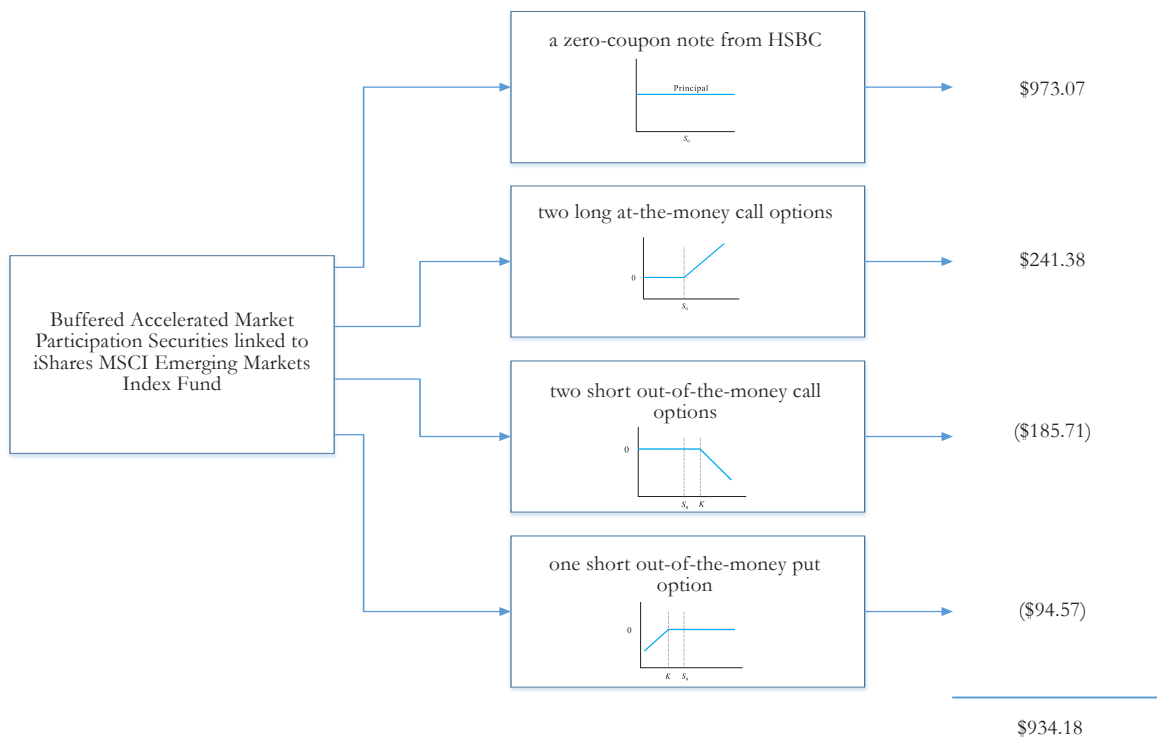 Buffered Accelerated Market
Participation Securities linked to
iShares MSCI Emerging Markets
Index Fund
a zero-coupon note from HSBC
Principal
S₀
$973.07
two long at-the-money call options
0
S₀
$241.38
two short out-of-the-money call
options
0
S₀ K
($185.71)
one short out-of-the-money put
option
0
K S₀
($94.57)
$934.18